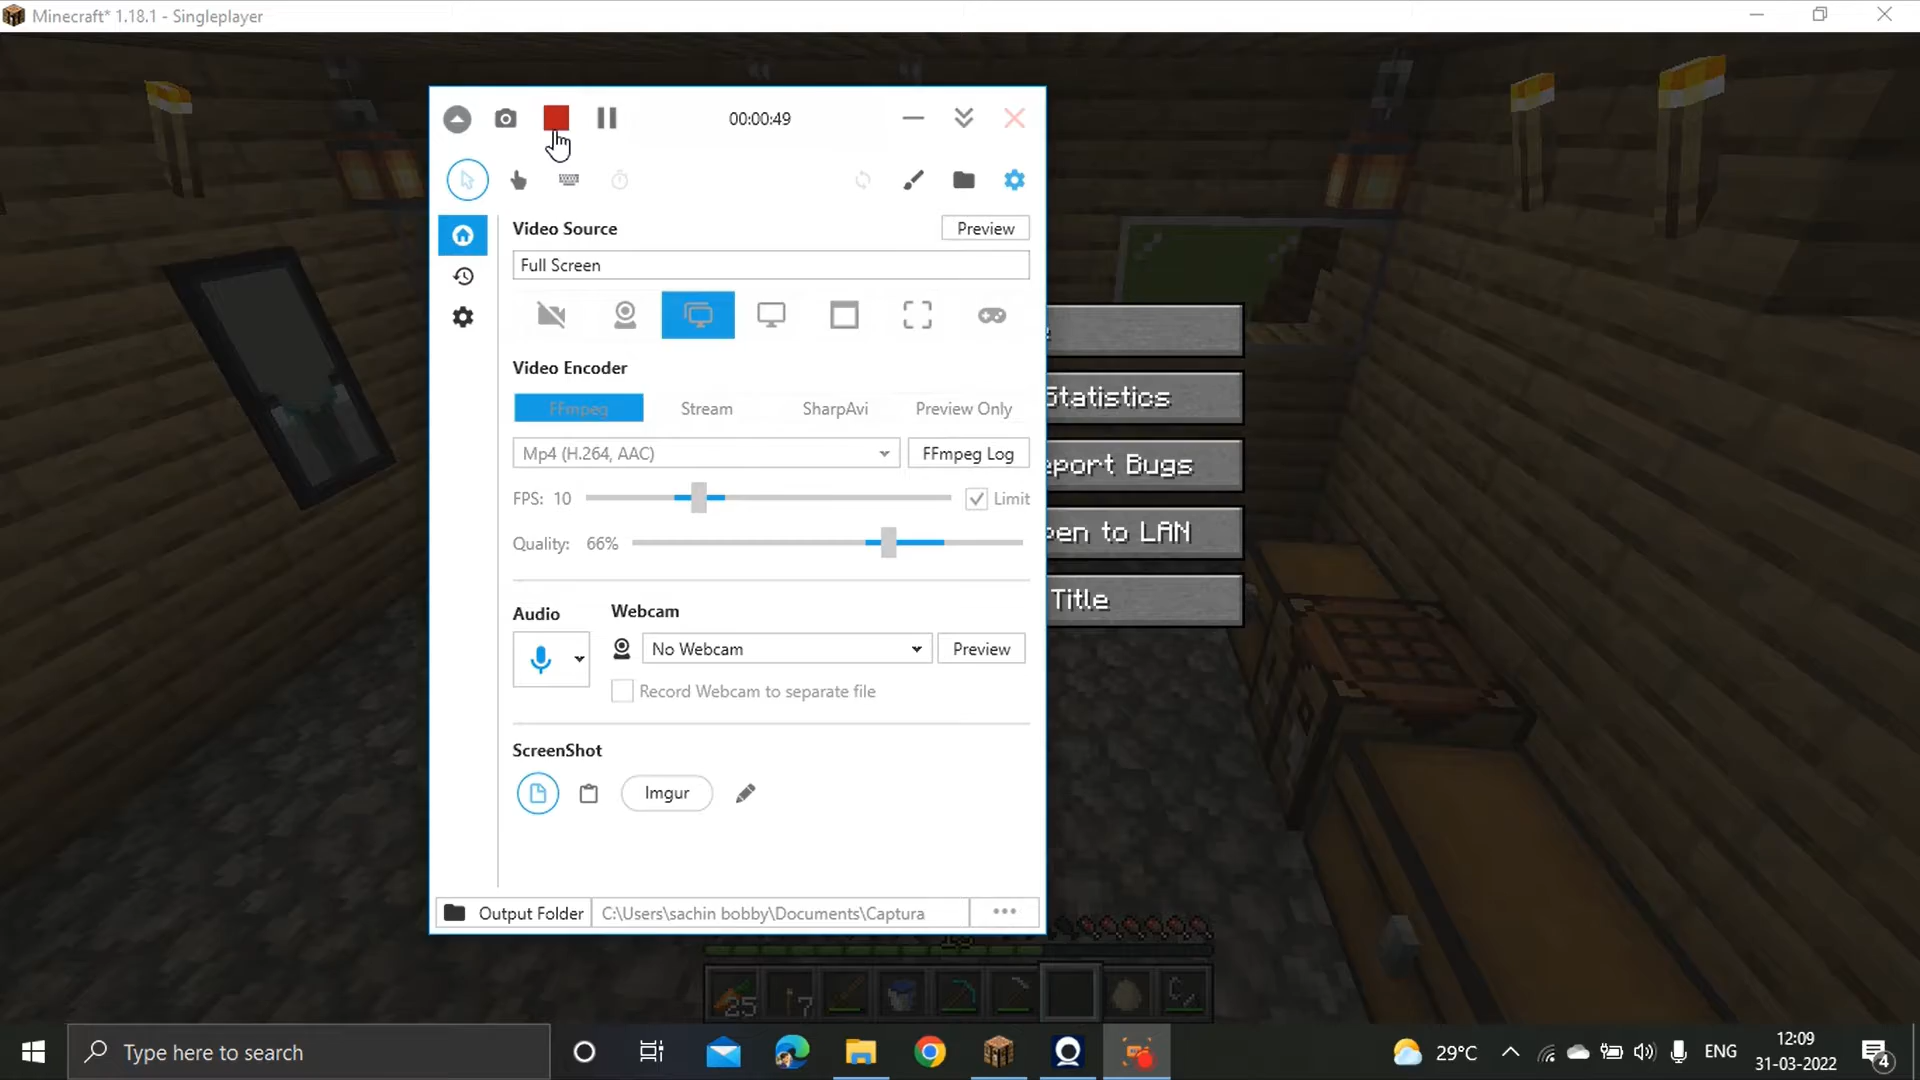 Minecraft* 1.18.1 - Singleplayer
00:00:49
Video Source
Preview
Full Screen
Video Encoder
FFmpeg
Stream
SharpAvi
Preview Only
Mp4 (H.264, AAC)
FFmpeg Log
FPS: 10
Limit
Quality: 66%
Audio
Webcam
No Webcam
Preview
Record Webcam to separate file
ScreenShot
Imgur
Output Folder
C:\Users\sachin bobby\Documents\Captura
Statistics
eport Bugs
pen to LAN
Title
25
7
Type here to search
29°C
ENG
12:09
31-03-2022
4